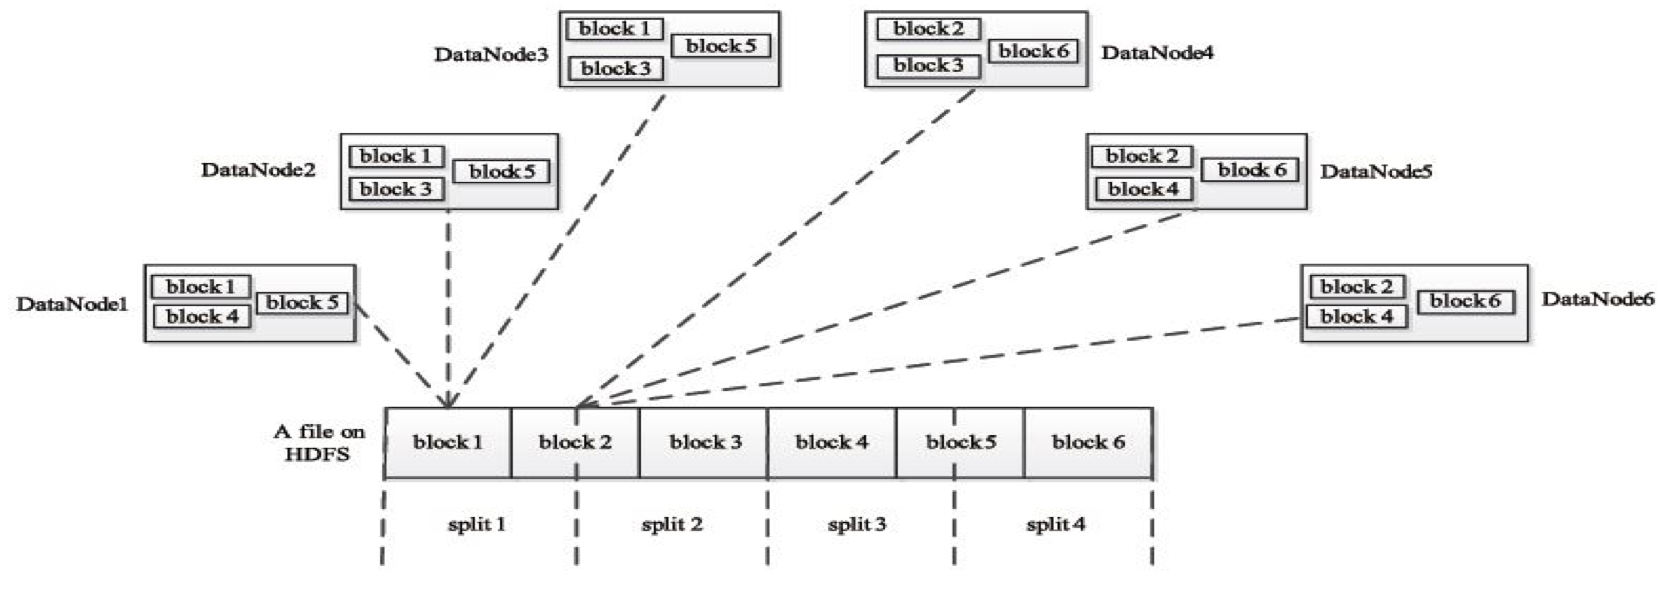 DataNode3
block 1
block 3
block 5
block 2
block 3
block 6
DataNode4
DataNode2
block 1
block 3
block 5
block 2
block 4
block 6
DataNode5
DataNode1
block 1
block 4
block 5
block 2
block 4
block 6
DataNode6
A file on
HDFS
block 1
block 2
block 3
block 4
block 5
block 6
split 1
split 2
split 3
split 4